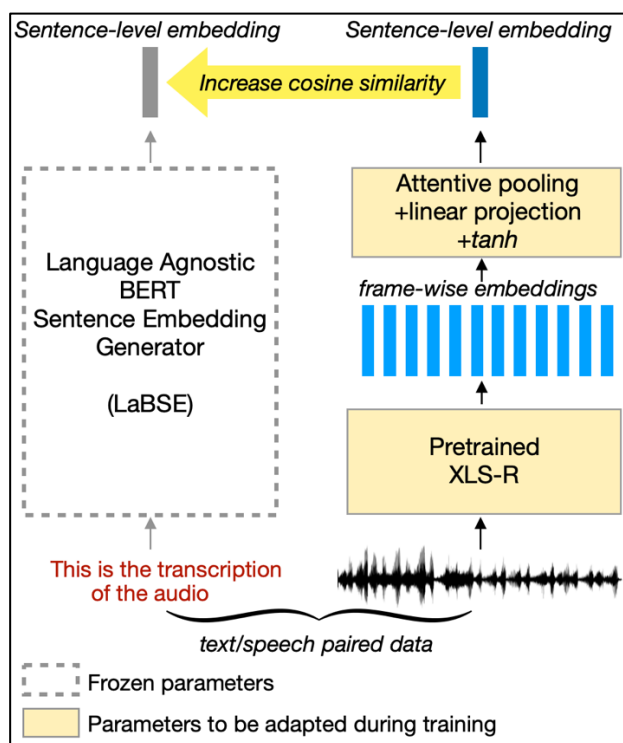 Sentence-level embedding
Sentence-level embedding
Increase cosine similarity
Language Agnostic
BERT
Sentence Embedding
Generator
(LaBSE)
Attentive pooling
+linear projection
+tanh
frame-wise embeddings
Pretrained
XLS-R
This is the transcription
of the audio
text/speech paired data
Frozen parameters
Parameters to be adapted during training